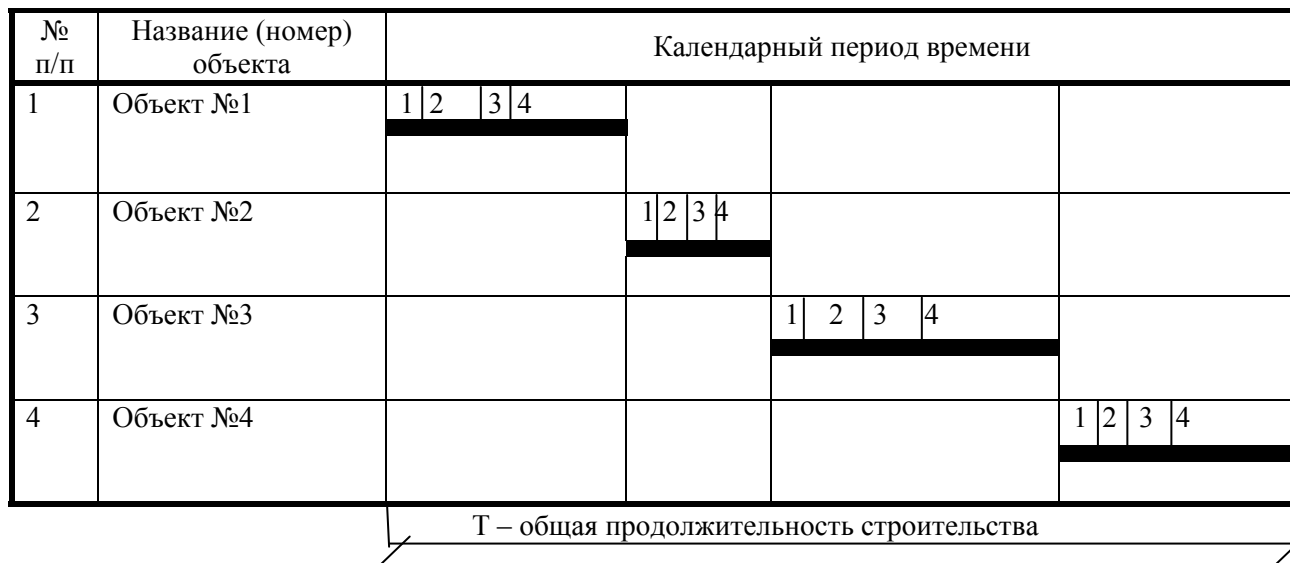 № п/п Название (номер) объекта Календарный период времени
1 Объект №1 1 2 3 4
2 Объект №2 1 2 3 4
3 Объект №3 1 2 3 4
4 Объект №4 1 2 3 4
Т – общая продолжительность строительства